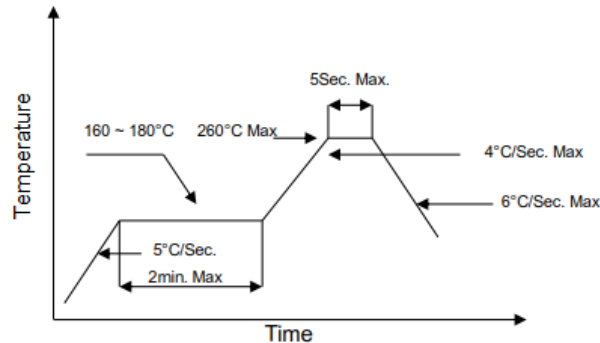 5Sec. Max.
160 ~ 180°C
260°C Max
4°C/Sec. Max
6°C/Sec. Max
5°C/Sec.
2min. Max
Temperature
Time